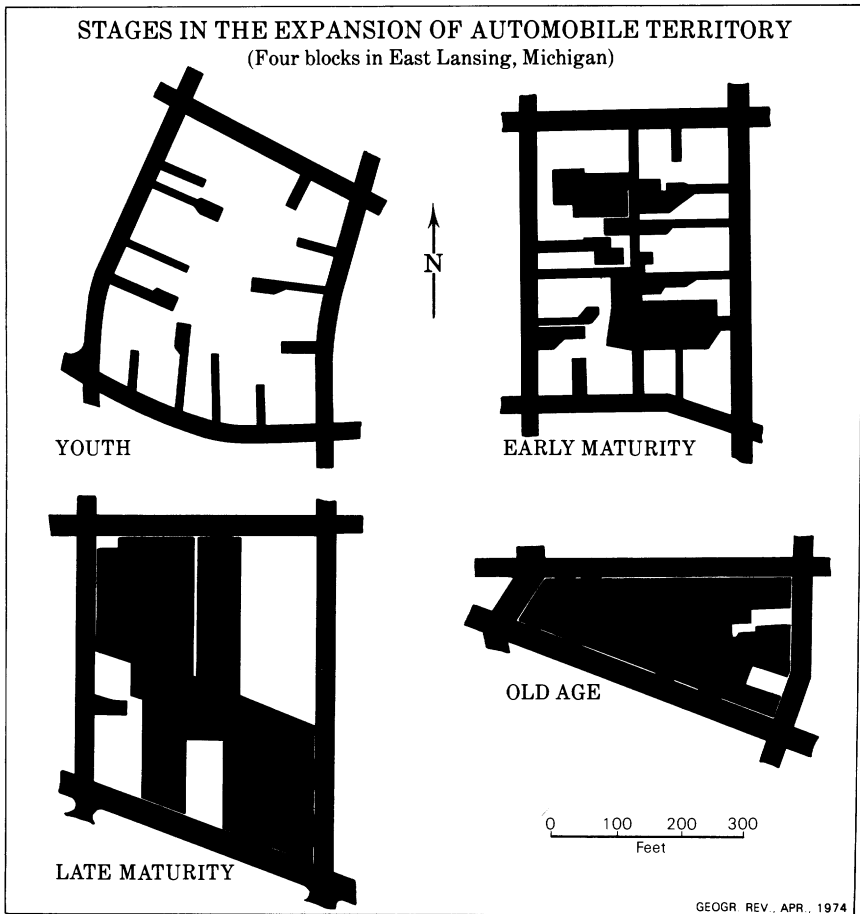 STAGES IN THE EXPANSION OF AUTOMOBILE TERRITORY
(Four blocks in East Lansing, Michigan)
N
YOUTH
EARLY MATURITY
LATE MATURITY
OLD AGE
0 100 200 300
Feet
GEOGR. REV., APR., 1974